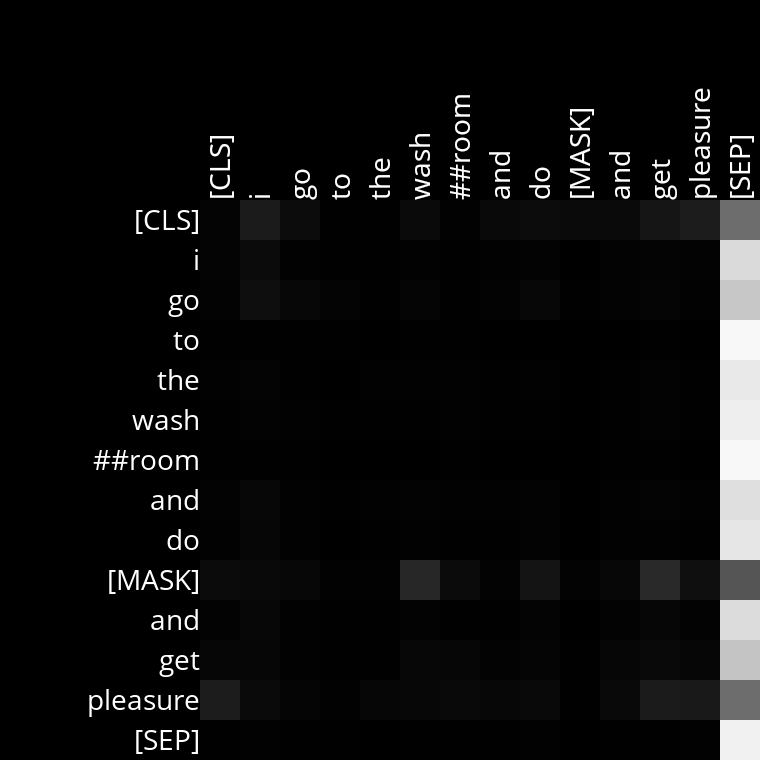 [CLS]
i
go
to
the
wash
##room
and
do
[MASK]
and
get
pleasure
[SEP]
[CLS]
i
go
to
the
wash
##room
and
do
[MASK]
and
get
pleasure
[SEP]